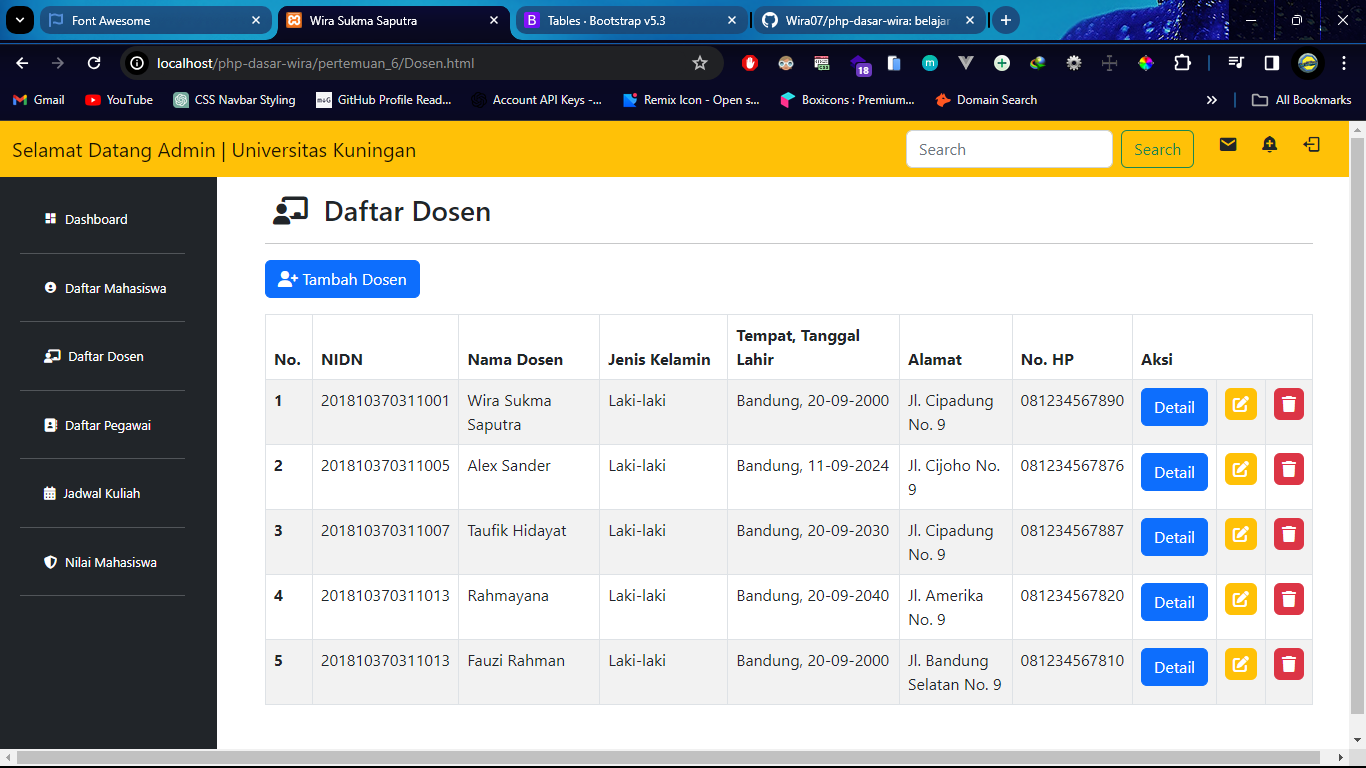 Font Awesome
Wira Sukma Saputra
Tables · Bootstrap v5.3
Wira07/php-dasar-wira: belajar
localhost/php-dasar-wira/pertemuan_6/Dosen.html
18
Gmail
YouTube
CSS Navbar Styling
GitHub Profile Read...
Account API Keys -...
Remix Icon - Open s...
Boxicons : Premium...
Domain Search
All Bookmarks
Selamat Datang Admin | Universitas Kuningan
Search
Search
Dashboard
Daftar Mahasiswa
Daftar Dosen
Daftar Pegawai
Jadwal Kuliah
Nilai Mahasiswa
Daftar Dosen
Tambah Dosen
No. NIDN Nama Dosen Jenis Kelamin Tempat, Tanggal Lahir Alamat No. HP Aksi
1 201810370311001 Wira Sukma Saputra Laki-laki Bandung, 20-09-2000 Jl. Cipadung No. 9 081234567890 Detail
2 201810370311005 Alex Sander Laki-laki Bandung, 11-09-2024 Jl. Cijoho No. 9 081234567876 Detail
3 201810370311007 Taufik Hidayat Laki-laki Bandung, 20-09-2030 Jl. Cipadung No. 9 081234567887 Detail
4 201810370311013 Rahmayana Laki-laki Bandung, 20-09-2040 Jl. Amerika No. 9 081234567820 Detail
5 201810370311013 Fauzi Rahman Laki-laki Bandung, 20-09-2000 Jl. Bandung Selatan No. 9 081234567810 Detail